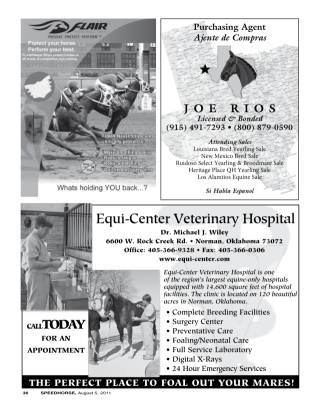 FLAIR
Protect your horse.
Perform your best.
Whats holding YOU back...?
Purchasing Agent
Ajente de Compras
JOE RIOS
Licensed & Bonded
(915) 491-7293 • (800) 879-0590
Attending Sales
Louisiana Bred Yearling Sale
New Mexico Bred Sale
Ruidoso Select Yearling & Broodmare Sale
Heritage Place QH Yearling Sale
Los Alamitos Equine Sale
Si Habla Espanol
Equi-Center Veterinary Hospital
Dr. Michael J. Wiley
6600 W. Rock Creek Rd. • Norman, Oklahoma 73072
Office: 405-366-9328 • Fax: 405-366-0306
www.equi-center.com
Equi-Center Veterinary Hospital is one
of the region's largest equine-only hospitals
equipped with 14,600 square feet of hospital
facilities. The clinic is located on 120 beautiful
acres in Norman, Oklahoma.
• Complete Breeding Facilities
• Surgery Center
• Preventative Care
• Foaling/Neonatal Care
• Full Service Laboratory
• Digital X-Rays
• 24 Hour Emergency Services
CALL TODAY
FOR AN
APPOINTMENT
THE PERFECT PLACE TO FOAL OUT YOUR MARES!
36 SPEEDHORSE, August 5, 2011